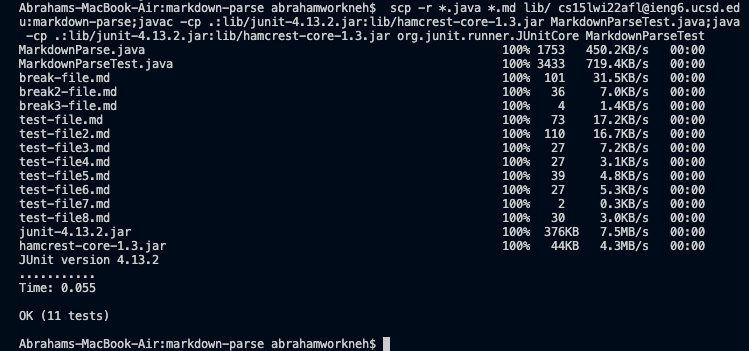 Abrahams-MacBook-Air:markdown-parse abrahamworkneh$  scp -r *.java *.md lib/ cs15lwi22afl@ieng6.ucsd.ed
u:markdown-parse;javac -cp .:lib/junit-4.13.2.jar:lib/hamcrest-core-1.3.jar MarkdownParseTest.java;java
-cp .:lib/junit-4.13.2.jar:lib/hamcrest-core-1.3.jar org.junit.runner.JUnitCore MarkdownParseTest
MarkdownParse.java 100% 1753 450.2KB/s 00:00
MarkdownParseTest.java 100% 3433 719.4KB/s 00:00
break-file.md 100% 101 31.5KB/s 00:00
break2-file.md 100% 36 7.0KB/s 00:00
break3-file.md 100% 4 1.4KB/s 00:00
test-file.md 100% 73 17.2KB/s 00:00
test-file2.md 100% 110 16.7KB/s 00:00
test-file3.md 100% 27 7.2KB/s 00:00
test-file4.md 100% 27 3.1KB/s 00:00
test-file5.md 100% 39 4.8KB/s 00:00
test-file6.md 100% 27 5.3KB/s 00:00
test-file7.md 100% 2 0.3KB/s 00:00
test-file8.md 100% 30 3.0KB/s 00:00
junit-4.13.2.jar 100% 376KB 7.5MB/s 00:00
hamcrest-core-1.3.jar 100% 44KB 4.3MB/s 00:00
JUnit version 4.13.2
...........
Time: 0.055
OK (11 tests)
Abrahams-MacBook-Air:markdown-parse abrahamworkneh$